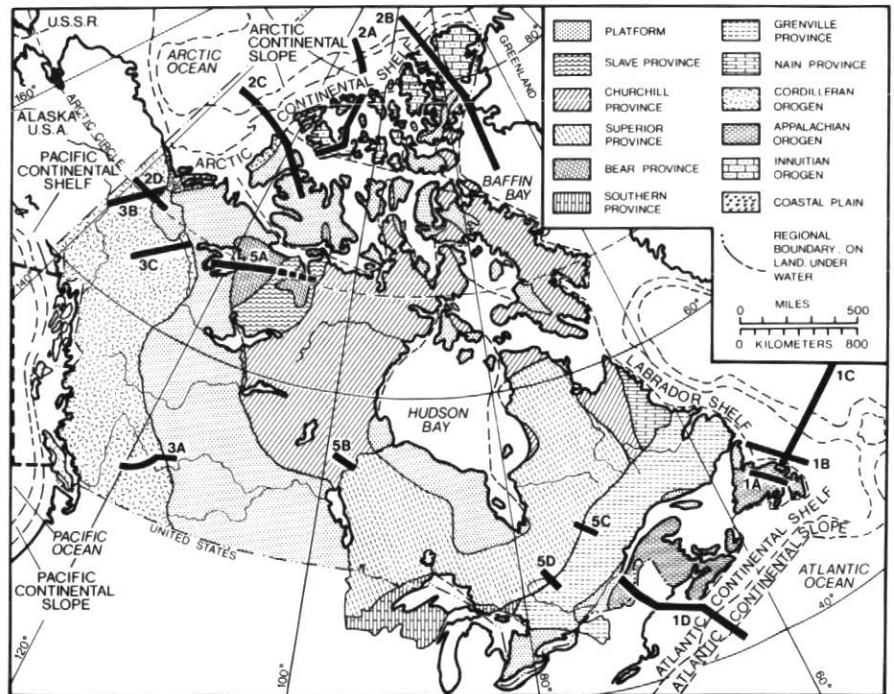 U.S.S.R.
ARCTIC
OCEAN
ARCTIC
CONTINENTAL
SLOPE
2A
2B
2C
GREENLAND
80°
160°
ALASKA
U.S.A.
ARCTIC CIRCLE
ARCTIC
CONTINENTAL SHELF
PACIFIC
CONTINENTAL
SHELF
BAFFIN
BAY
2D
3B
3C
5A
140°
60°
HUDSON
BAY
LABRADOR SHELF
1C
1B
1A
3A
5B
5C
5D
1D
UNITED STATES
PACIFIC
OCEAN
PACIFIC
CONTINENTAL
SLOPE
ATLANTIC CONTINENTAL SHELF
ATLANTIC CONTINENTAL SLOPE
ATLANTIC
OCEAN
40°
120°
100°
80°
60°
PLATFORM
SLAVE PROVINCE
CHURCHILL
PROVINCE
SUPERIOR
PROVINCE
BEAR PROVINCE
SOUTHERN
PROVINCE
GRENVILLE
PROVINCE
NAIN PROVINCE
CORDILLERAN
OROGEN
APPALACHIAN
OROGEN
INNUITIAN
OROGEN
COASTAL PLAIN
REGIONAL
BOUNDARY, ON
LAND, UNDER
WATER
MILES
0 500
0 KILOMETERS 800